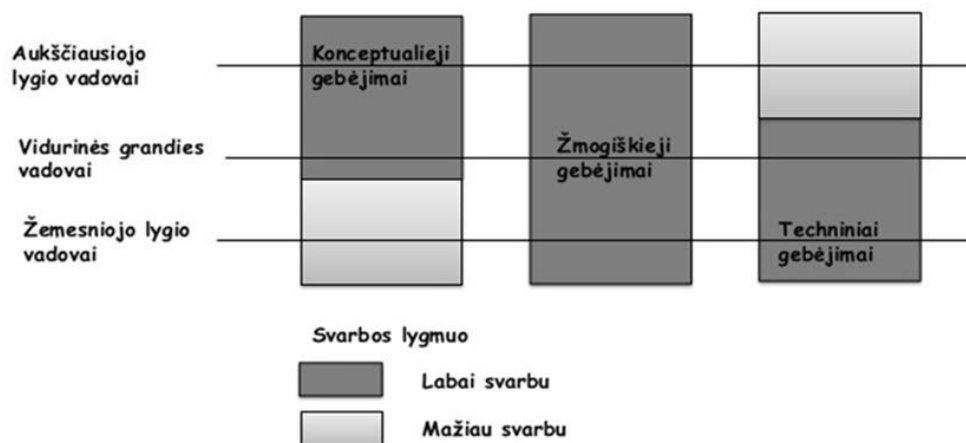 Aukščiausiojo
lygio vadovai
Konceptualieji
gebėjimai
Vidurinės grandies
vadovai
Žmogiškieji
gebėjimai
Žemesniojo lygio
vadovai
Techniniai
gebėjimai
Svarbos lygmuo
Labai svarbu
Mažiau svarbu